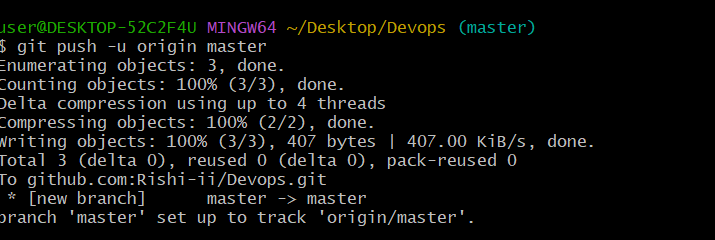 user@DESKTOP-52C2F4U MINGW64 ~/Desktop/Devops (master)
$ git push -u origin master
Enumerating objects: 3, done.
Counting objects: 100% (3/3), done.
Delta compression using up to 4 threads
Compressing objects: 100% (2/2), done.
Writing objects: 100% (3/3), 407 bytes | 407.00 KiB/s, done.
Total 3 (delta 0), reused 0 (delta 0), pack-reused 0
To github.com:Rishi-ii/Devops.git
 * [new branch]      master -> master
branch 'master' set up to track 'origin/master'.